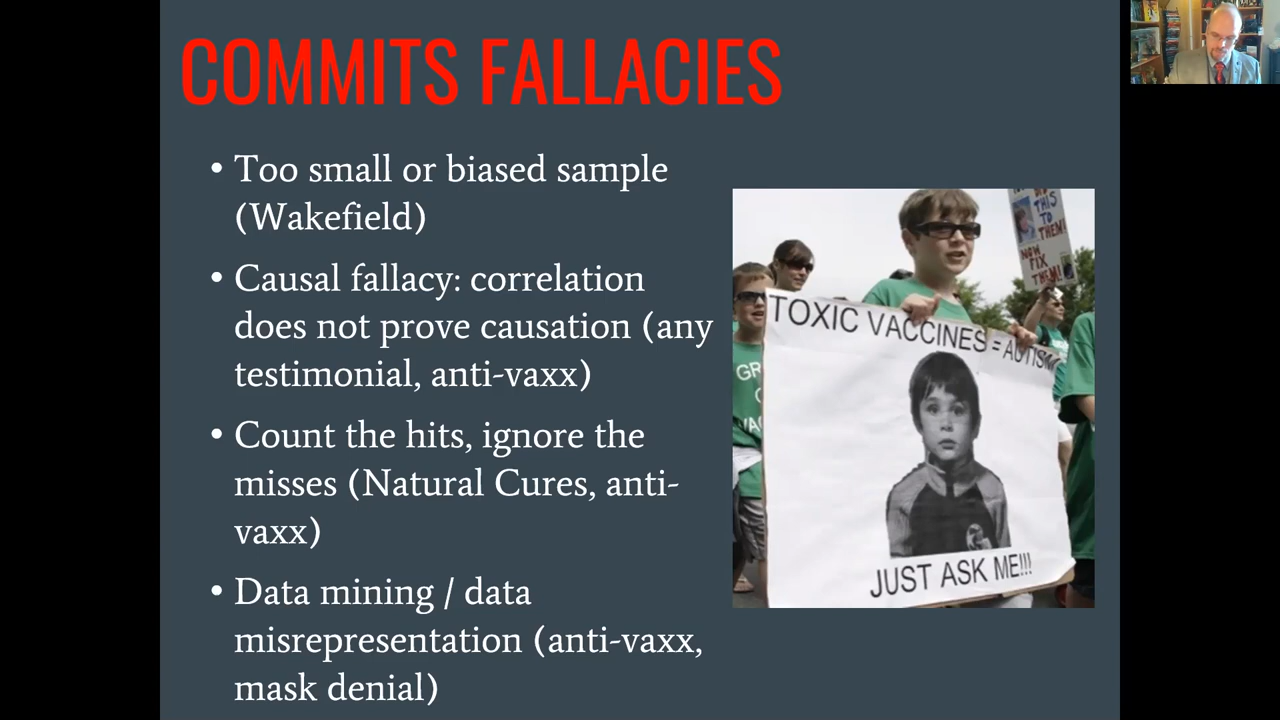 COMMITS FALLACIES
• Too small or biased sample
(Wakefield)
• Causal fallacy: correlation
does not prove causation (any
testimonial, anti-vaxx)
• Count the hits, ignore the
misses (Natural Cures, anti-
vaxx)
• Data mining / data
misrepresentation (anti-vaxx,
mask denial)
THIS
TO
THEM!
NOW
FIX
THEM!
TOXIC VACCINES = AUTISM
JUST ASK ME!!!